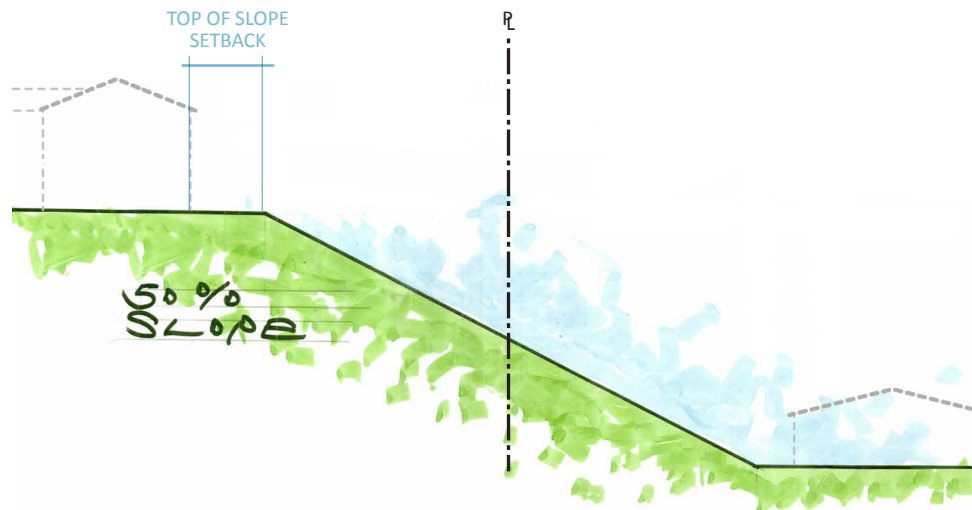 TOP OF SLOPE
SETBACK
PL
50%
SLOPE